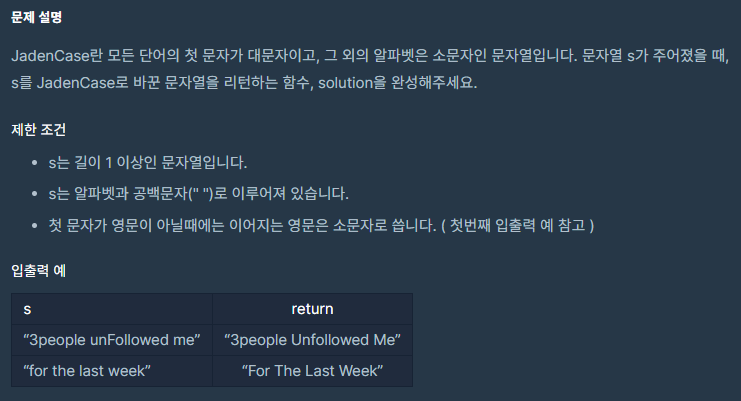 문제 설명
JadenCase란 모든 단어의 첫 문자가 대문자이고, 그 외의 알파벳은 소문자인 문자열입니다. 문자열 s가 주어졌을 때,
s를 JadenCase로 바꾼 문자열을 리턴하는 함수, solution을 완성해주세요.
제한 조건
• s는 길이 1 이상인 문자열입니다.
• s는 알파벳과 공백문자(" ")로 이루어져 있습니다.
• 첫 문자가 영문이 아닐때에는 이어지는 영문은 소문자로 씁니다. ( 첫번째 입출력 예 참고 )
입출력 예
s return
“3people unFollowed me” “3people Unfollowed Me”
“for the last week” “For The Last Week”